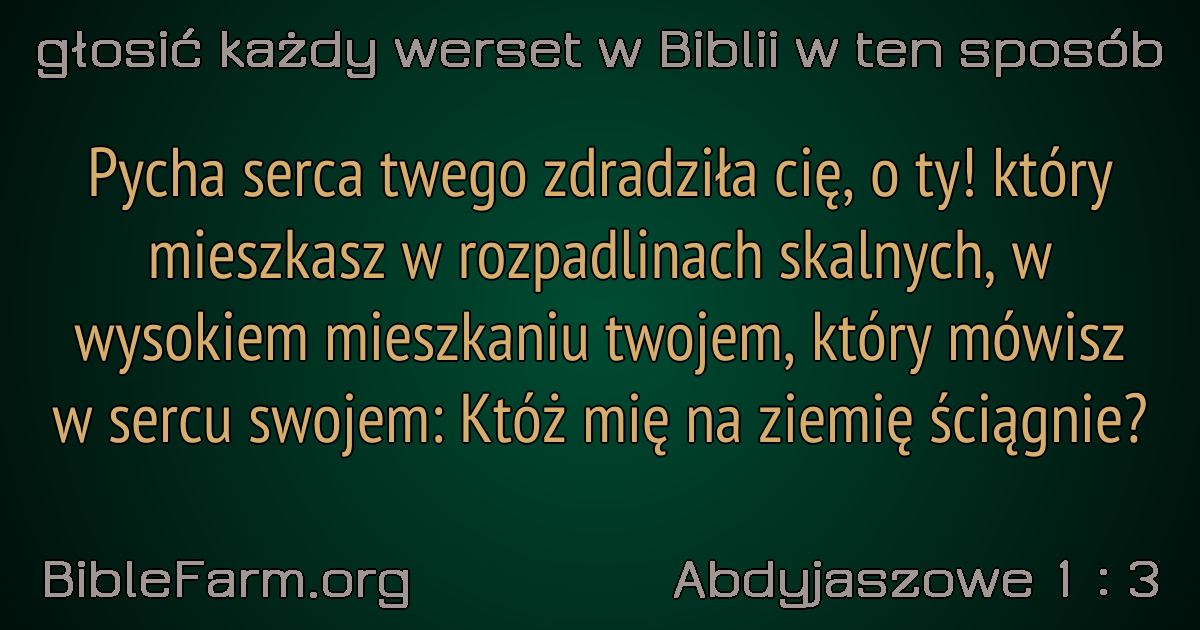 głosić każdy werset w Biblii w ten sposób
Pycha serca twego zdradziła cię, o ty! który
mieszkasz w rozpadlinach skalnych, w
wysokiem mieszkaniu twojem, który mówisz
w sercu swojem: Któż mię na ziemię ściągnie?
BibleFarm.org
Abdyjaszowe 1 : 3